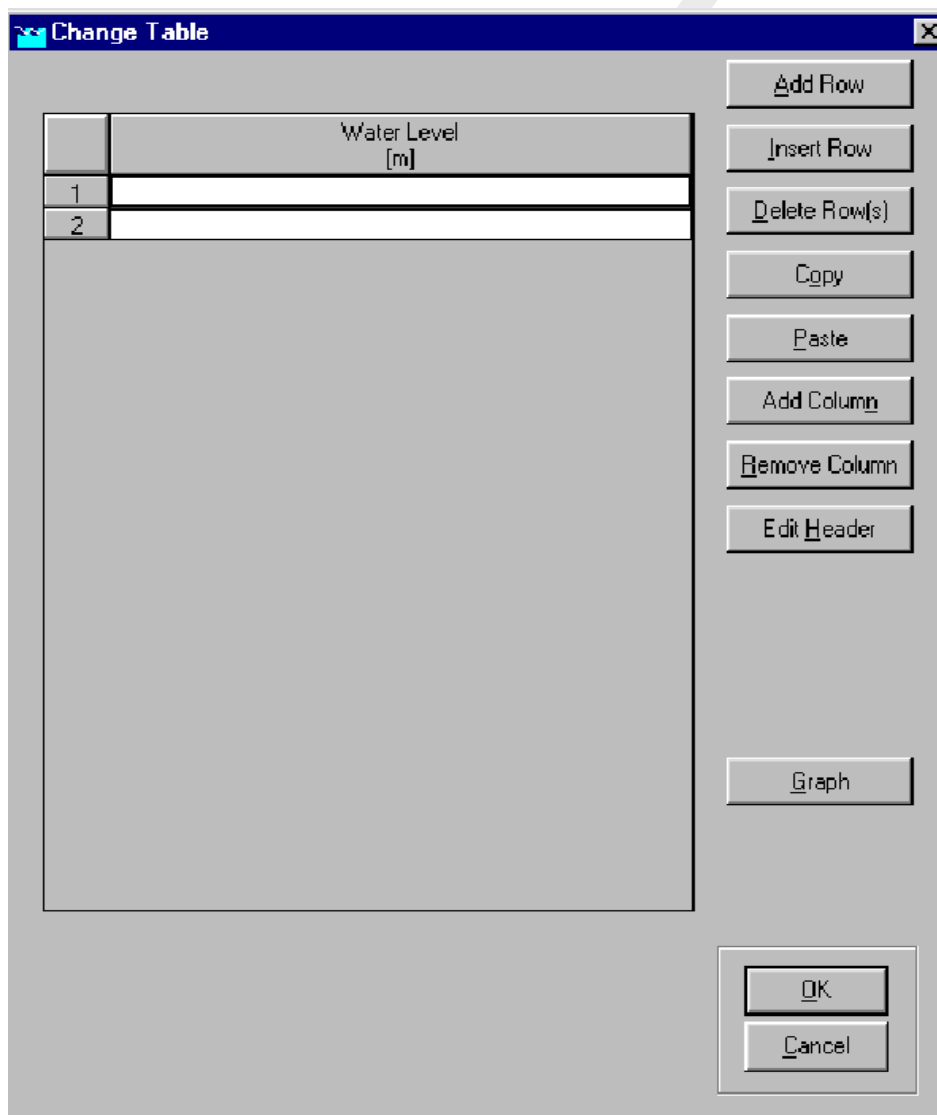 Change Table
Add Row
Water Level
[m]
Insert Row
1
Delete Row(s)
2
Copy
Paste
Add Column
Remove Column
Edit Header
Graph
OK
Cancel